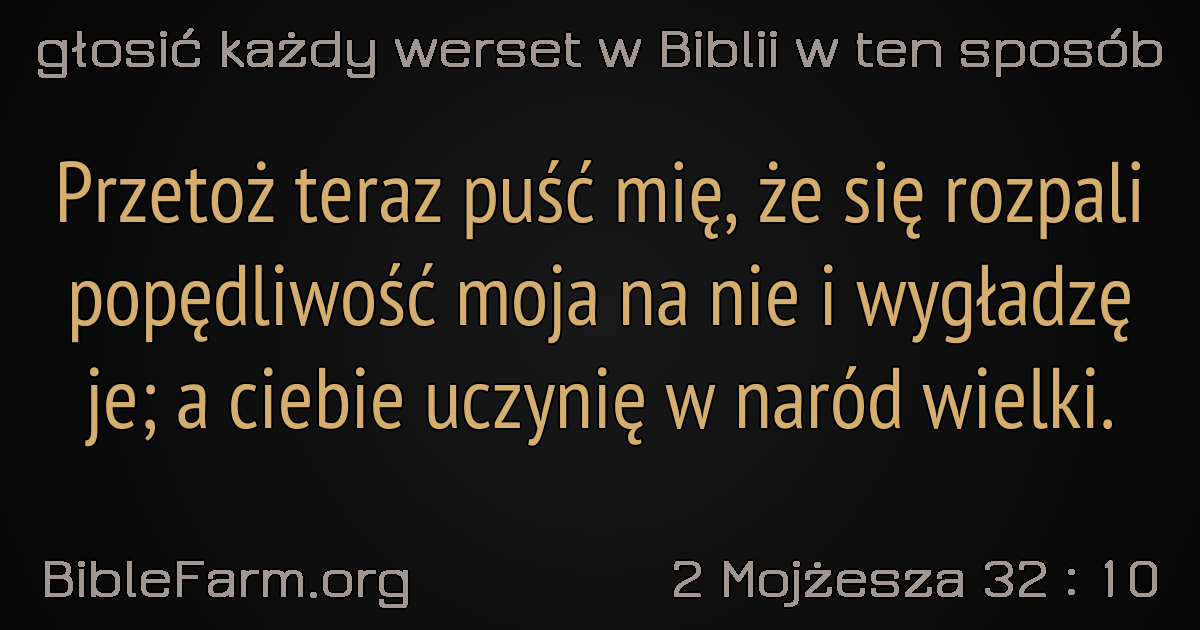 głosić każdy werset w Biblii w ten sposób
Przetoż teraz puść mię, że się rozpali
popędliwość moja na nie i wygładzę
je; a ciebie uczynię w naród wielki.
BibleFarm.org
2 Mojżesza 32 : 10